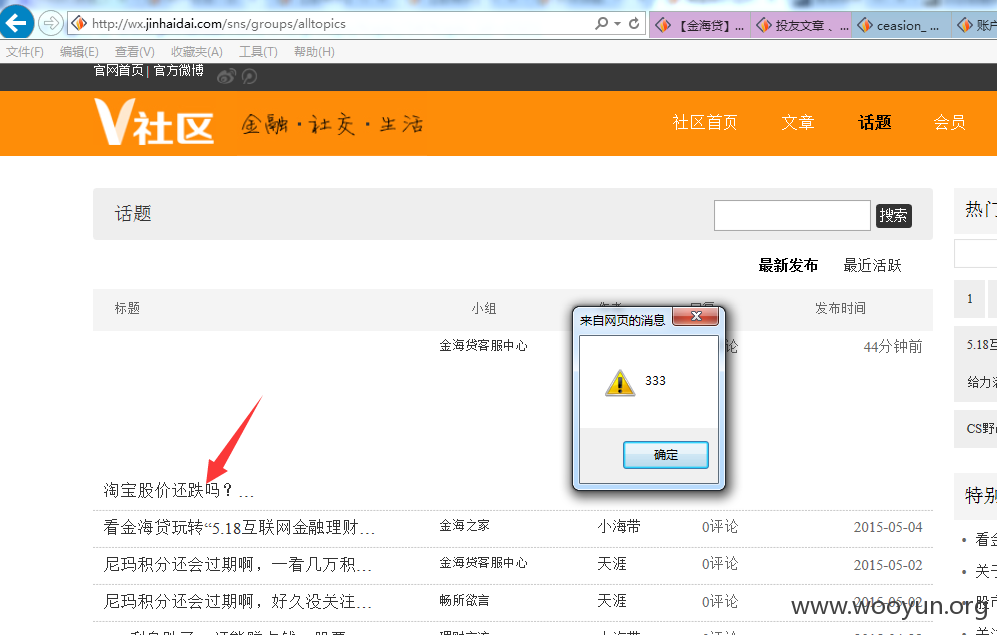 http://wx.jinhaidai.com/sns/groups/alltopics
【金海贷】...
投友文章 、...
ceasion_ ...
账户
文件(F) 编辑(E) 查看(V) 收藏夹(A) 工具(T) 帮助(H)
官网首页 | 官方微博
V社区 金融·社交·生活
社区首页 文章 话题 会员
话题
搜索
热门
最新发布 最近活跃
标题 小组 作者 回复 发布时间
1
来自网页的消息
333
确定
金海贷客服中心 论 44分钟前
5.18互
给力
CS野
淘宝股价还跌吗？...
特别
看金海贷玩转“5.18互联网金融理财... 金海之家 小海带 0评论 2015-05-04
看金
尼玛积分还会过期啊，一看几万积... 金海贷客服中心 天涯 0评论 2015-05-02
关于
尼玛积分还会过期啊，好久没关注... 畅所欲言 天涯 0评论 2015-05-02
股市
www.wooyun.org